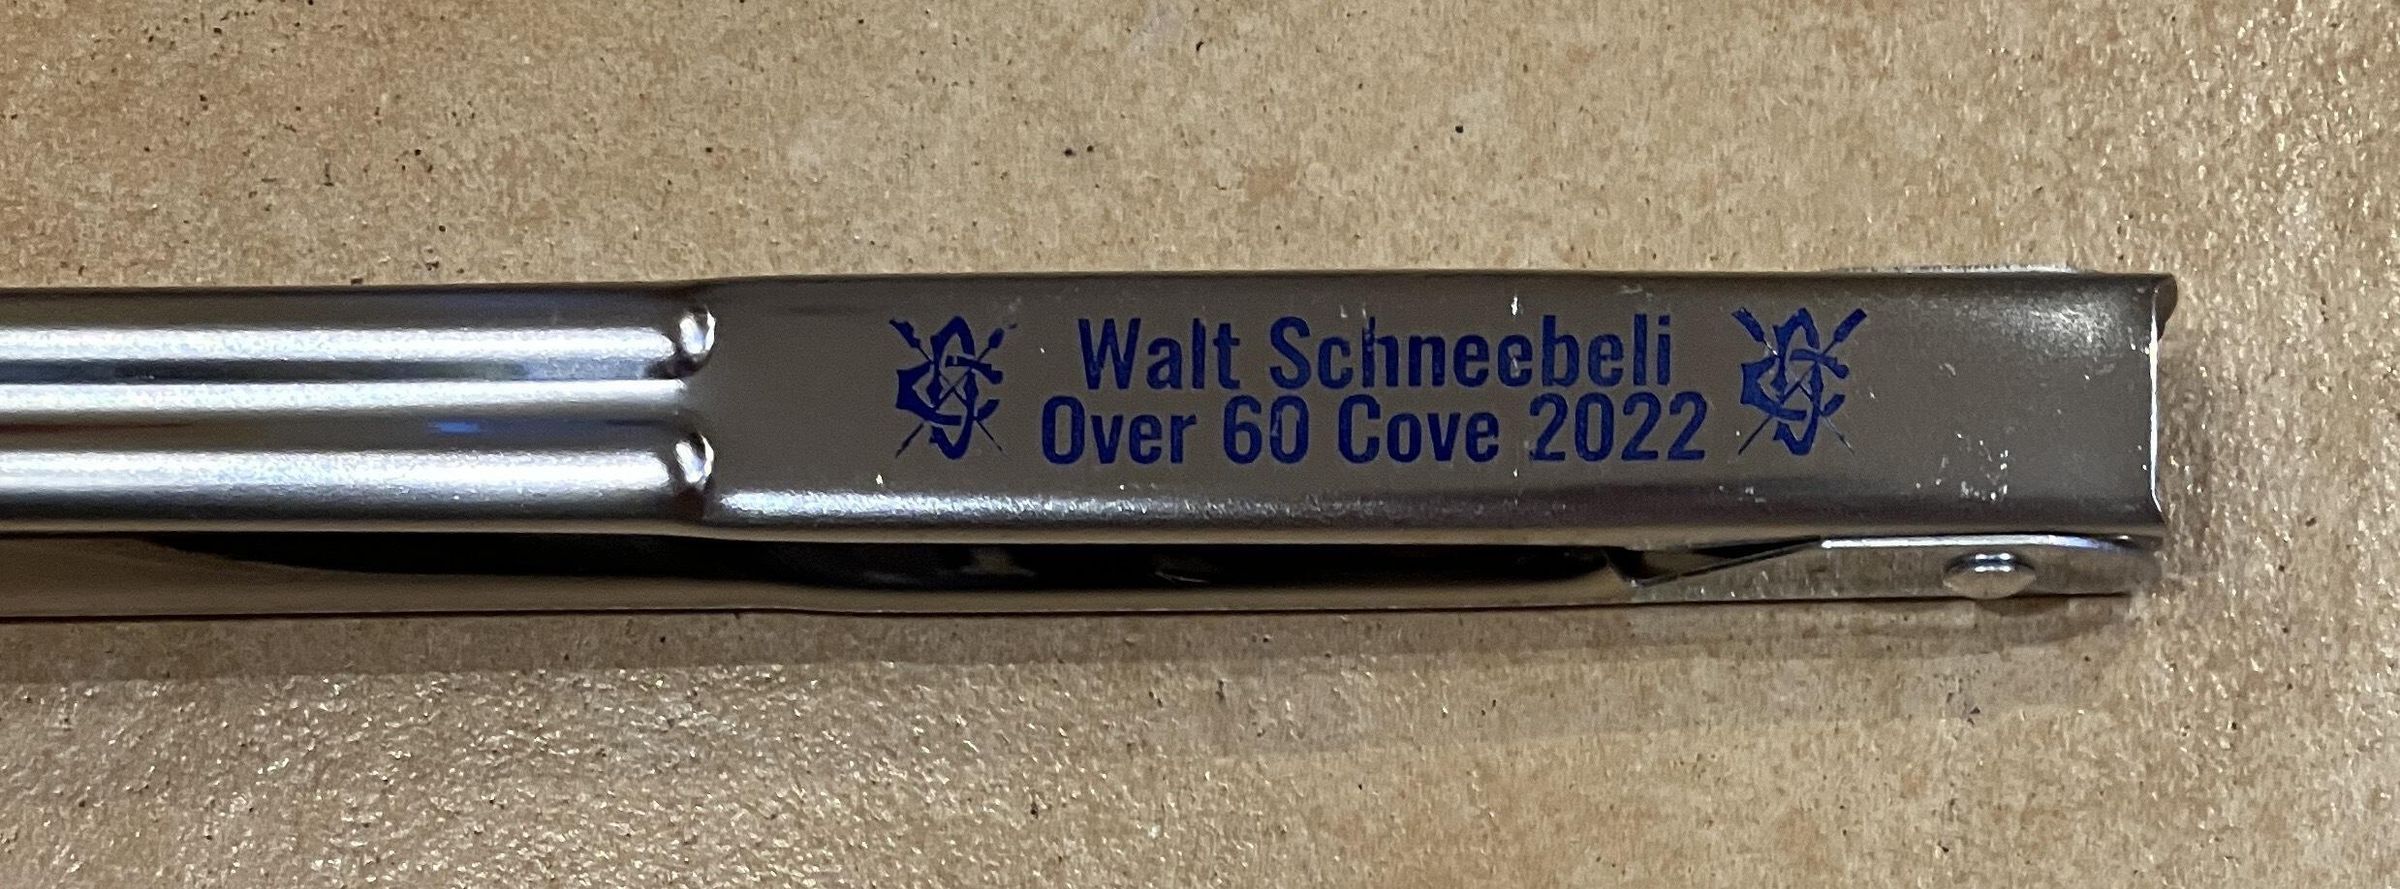 Walt Schneebeli
Over 60 Cove 2022